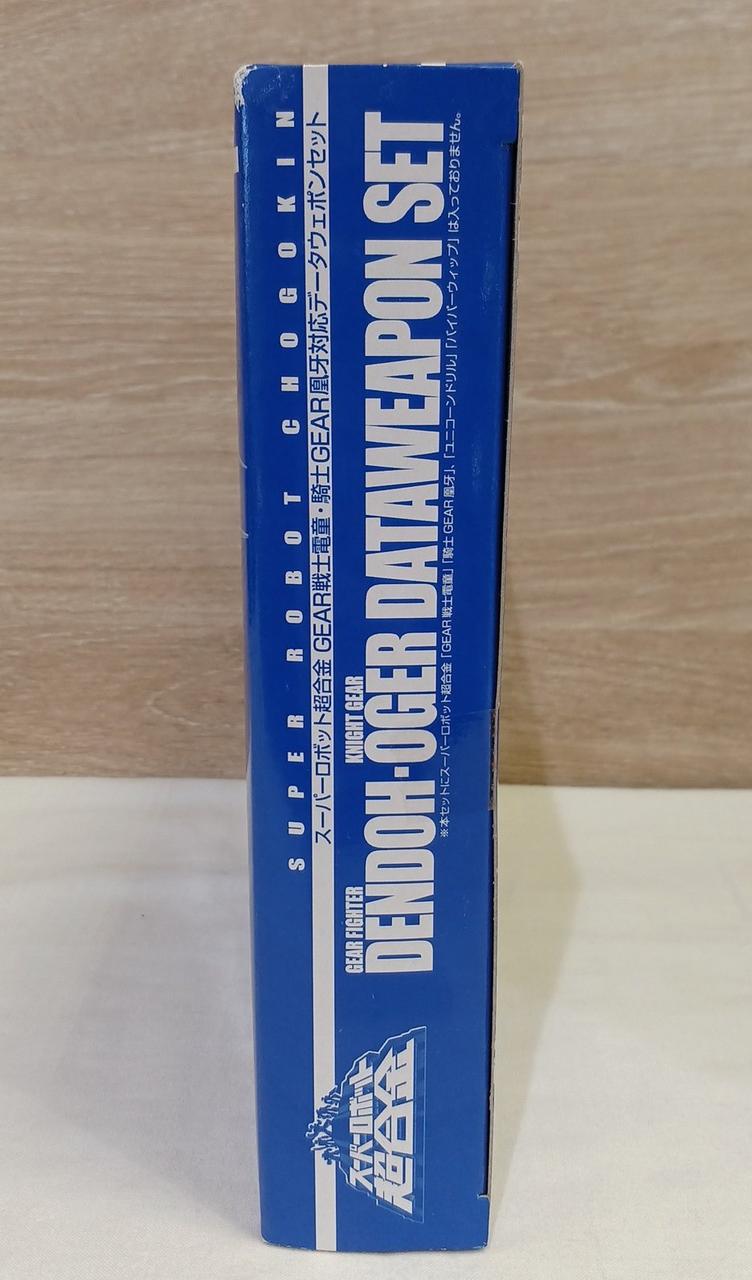 SUPER ROBOT CHOGOKIN
スーパーロボット超合金 GEAR戦士電童・騎士GEAR凰牙対応データウェポンセット
GEAR FIGHTER KNIGHT GEAR
DENDOH・OGER DATAWEAPON SET
※本セットにスーパーロボット超合金「GEAR戦士電童」「騎士GEAR凰牙」、「ユニコーンドリル」「バイパーウィップ」は入っておりません。
スーパーロボット
超合金